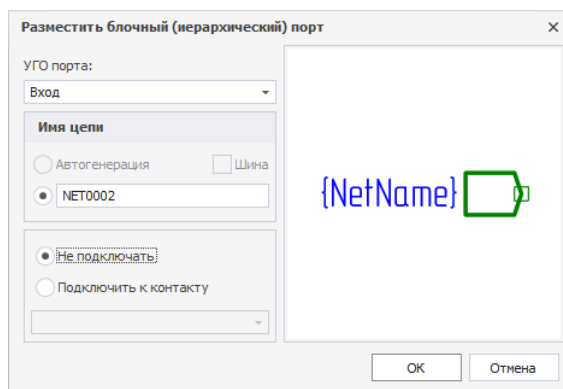 Разместить блочный (иерархический) порт
УГО порта:
Вход
Имя цепи
Автогенерация
Шина
NET0002
Не подключать
Подключить к контакту
{NetName}
OK
Отмена